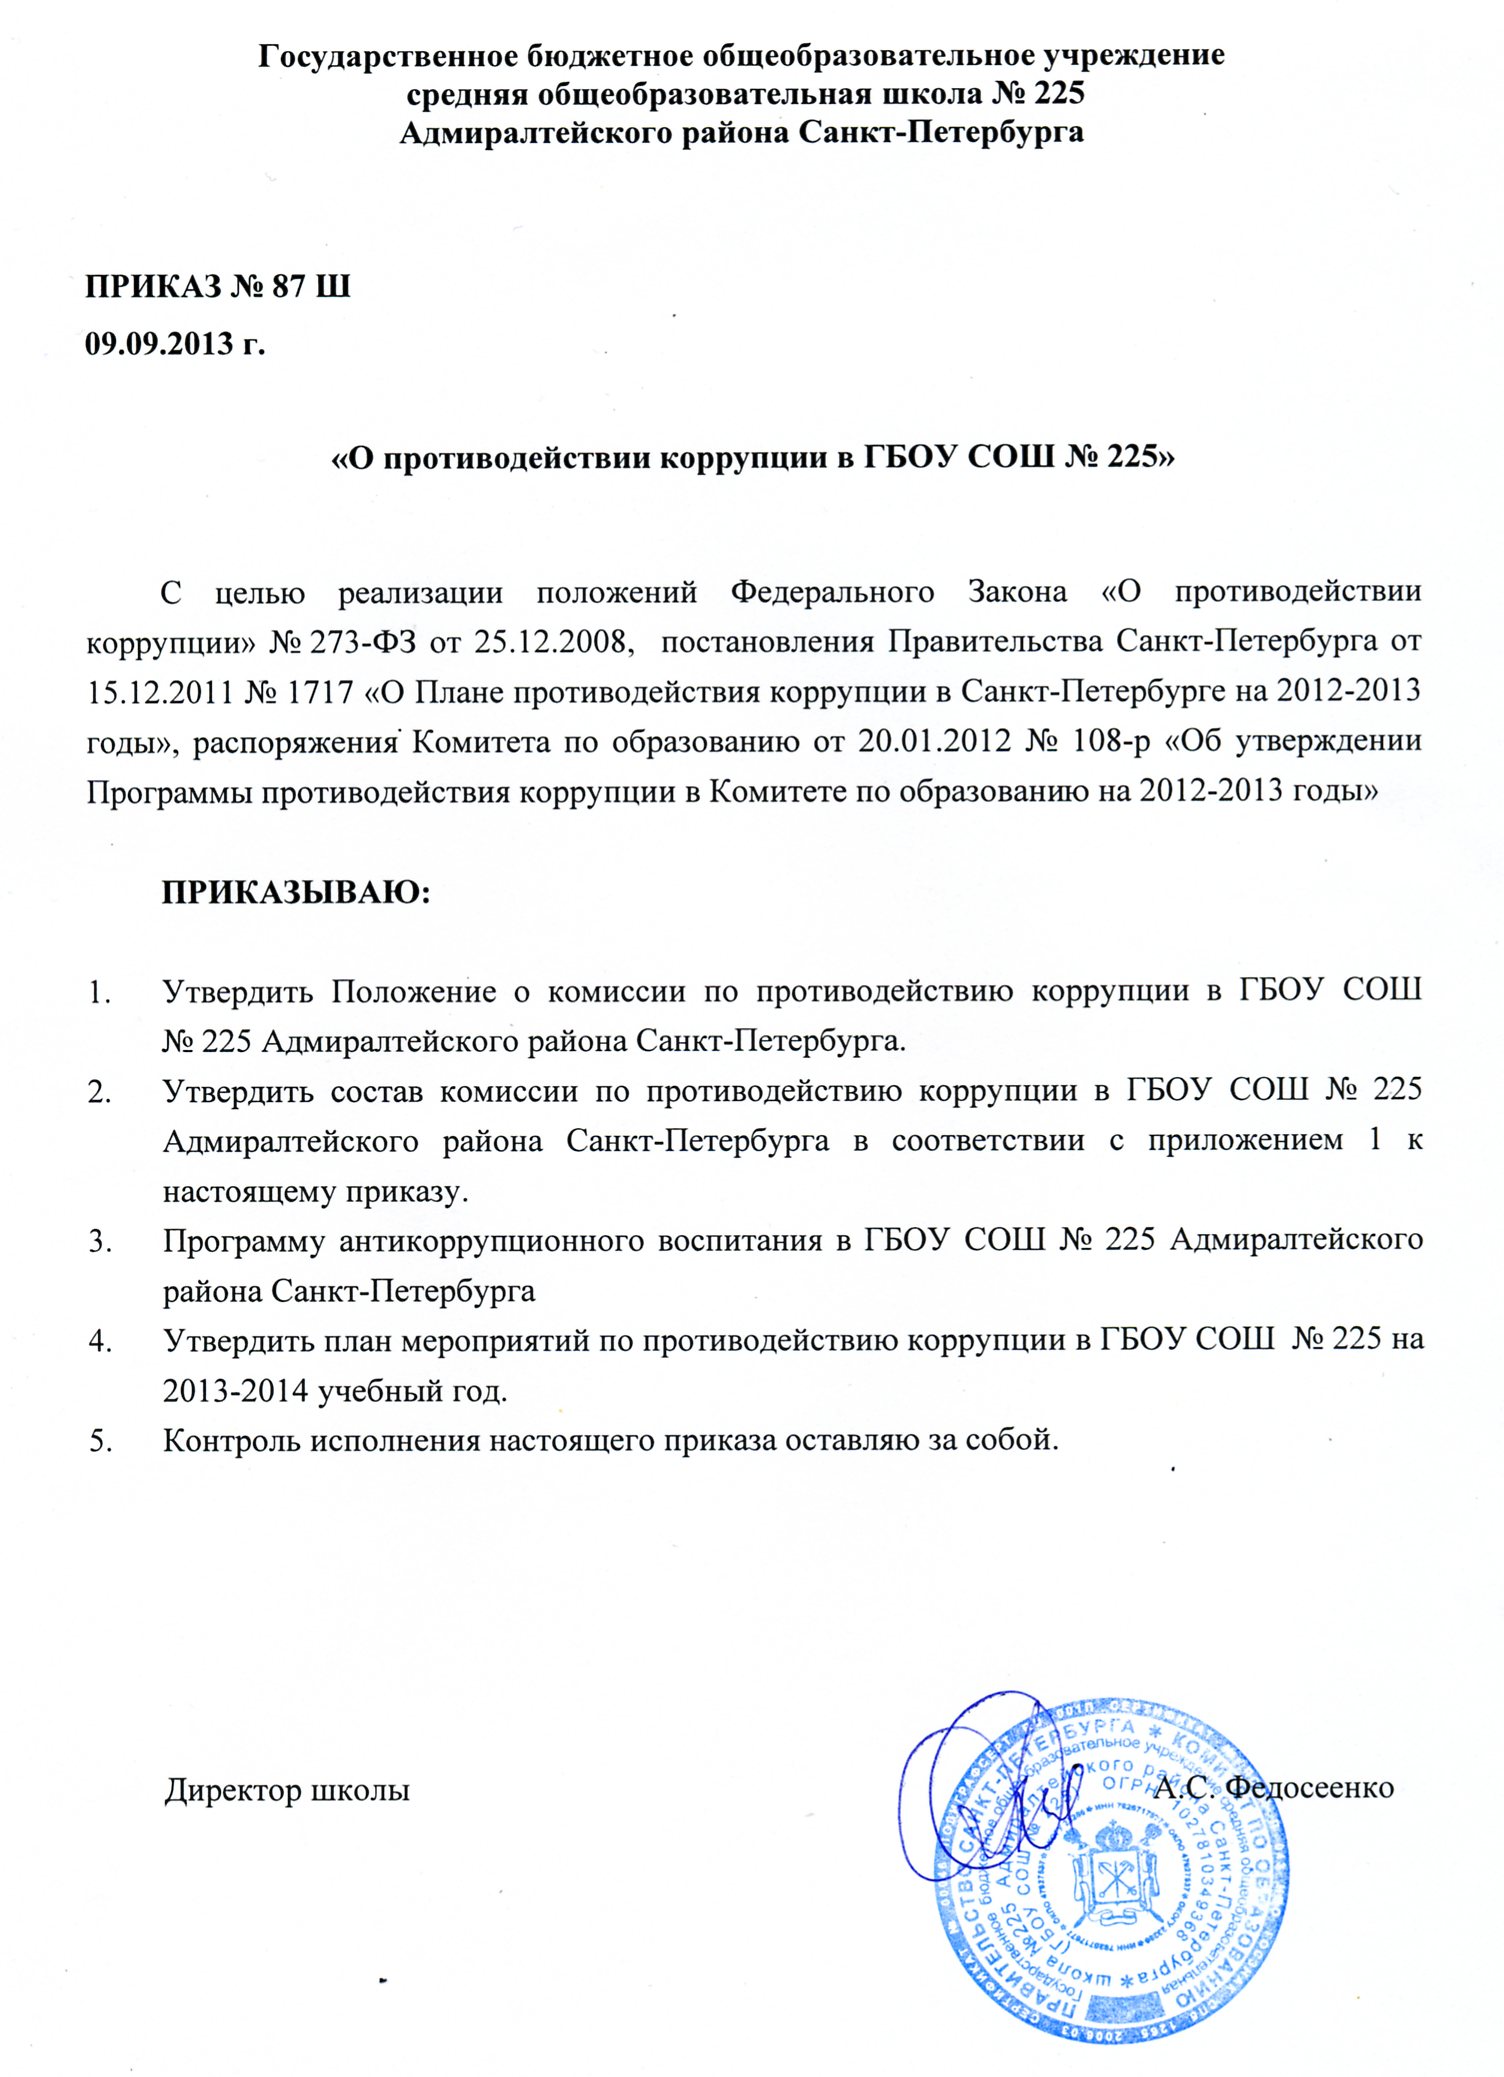 Государственное бюджетное общеобразовательное учреждение
средняя общеобразовательная школа № 225
Адмиралтейского района Санкт-Петербурга
ПРИКАЗ № 87 Ш
09.09.2013 г.
«О противодействии коррупции в ГБОУ СОШ № 225»
С целью реализации положений Федерального Закона «О противодействии
коррупции» № 273-ФЗ от 25.12.2008, постановления Правительства Санкт-Петербурга от
15.12.2011 № 1717 «О Плане противодействия коррупции в Санкт-Петербурге на 2012-2013
годы», распоряжения Комитета по образованию от 20.01.2012 № 108-р «Об утверждении
Программы противодействия коррупции в Комитете по образованию на 2012-2013 годы»
ПРИКАЗЫВАЮ:
1. Утвердить Положение о комиссии по противодействию коррупции в ГБОУ СОШ
№ 225 Адмиралтейского района Санкт-Петербурга.
2. Утвердить состав комиссии по противодействию коррупции в ГБОУ СОШ № 225
Адмиралтейского района Санкт-Петербурга в соответствии с приложением 1 к
настоящему приказу.
3. Программу антикоррупционного воспитания в ГБОУ СОШ № 225 Адмиралтейского
района Санкт-Петербурга
4. Утвердить план мероприятий по противодействию коррупции в ГБОУ СОШ № 225 на
2013-2014 учебный год.
5. Контроль исполнения настоящего приказа оставляю за собой.
Директор школы А.С. Федосеенко
ПРАВИТЕЛЬСТВО САНКТ-ПЕТЕРБУРГА * КОМИТЕТ ПО ОБРАЗОВАНИЮ
Государственное бюджетное общеобразовательное учреждение средняя общеобразовательная
школа №225 Адмиралтейского района Санкт-Петербурга *
(ГБОУ СОШ № 225) ОГРН 1027810349368